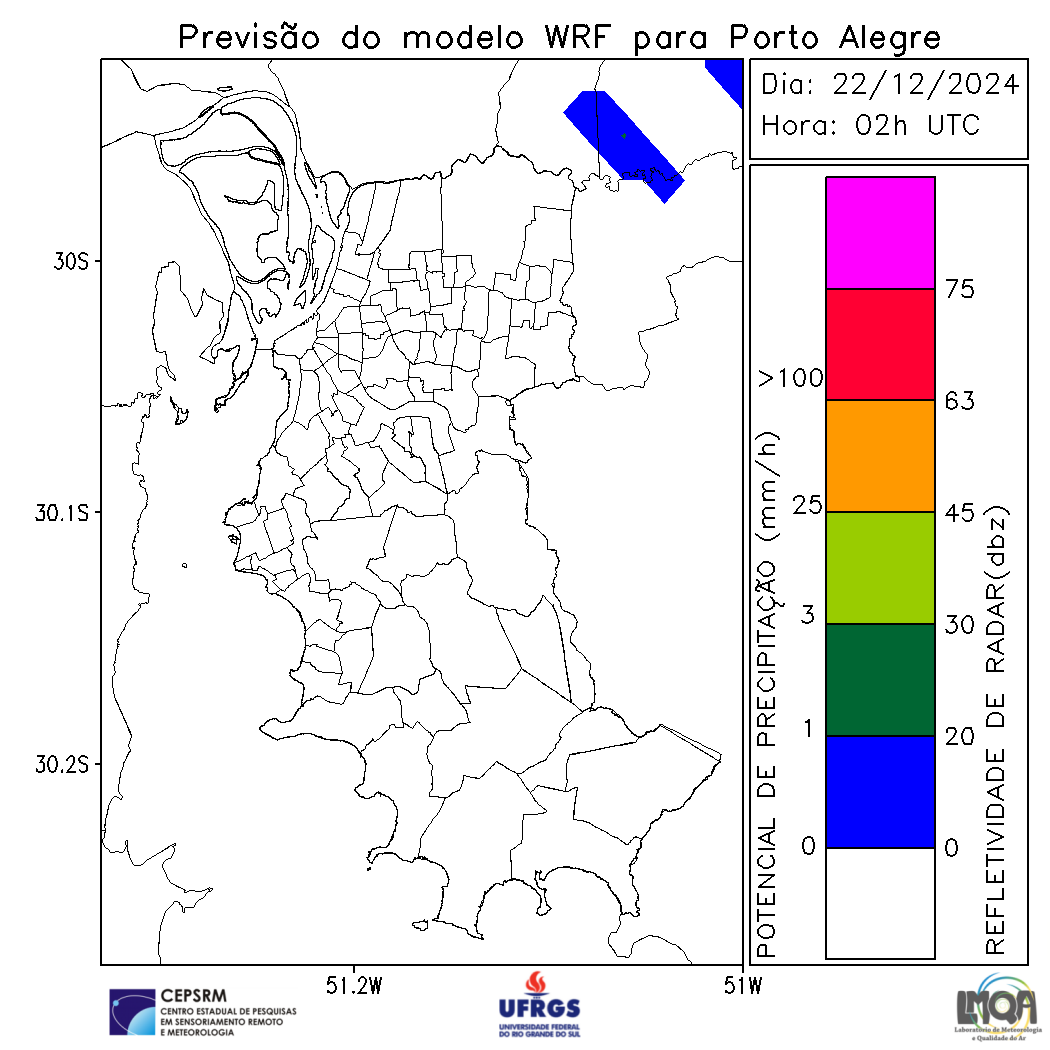 Previsão do modelo WRF para Porto Alegre
Dia: 22/12/2024
Hora: 02h UTC
30S
30.1S
30.2S
51.2W
51W
POTENCIAL DE PRECIPITAÇÃO (mm/h)
>100
25
3
1
0
75
63
45
30
20
0
REFLETIVIDADE DE RADAR(dbz)
CEPSRM
CENTRO ESTADUAL DE PESQUISAS
EM SENSORIAMENTO REMOTO
E METEOROLOGIA
UFRGS
UNIVERSIDADE FEDERAL
DO RIO GRANDE DO SUL
LMQA
Laboratório de Meteorologia
e Qualidade do Ar